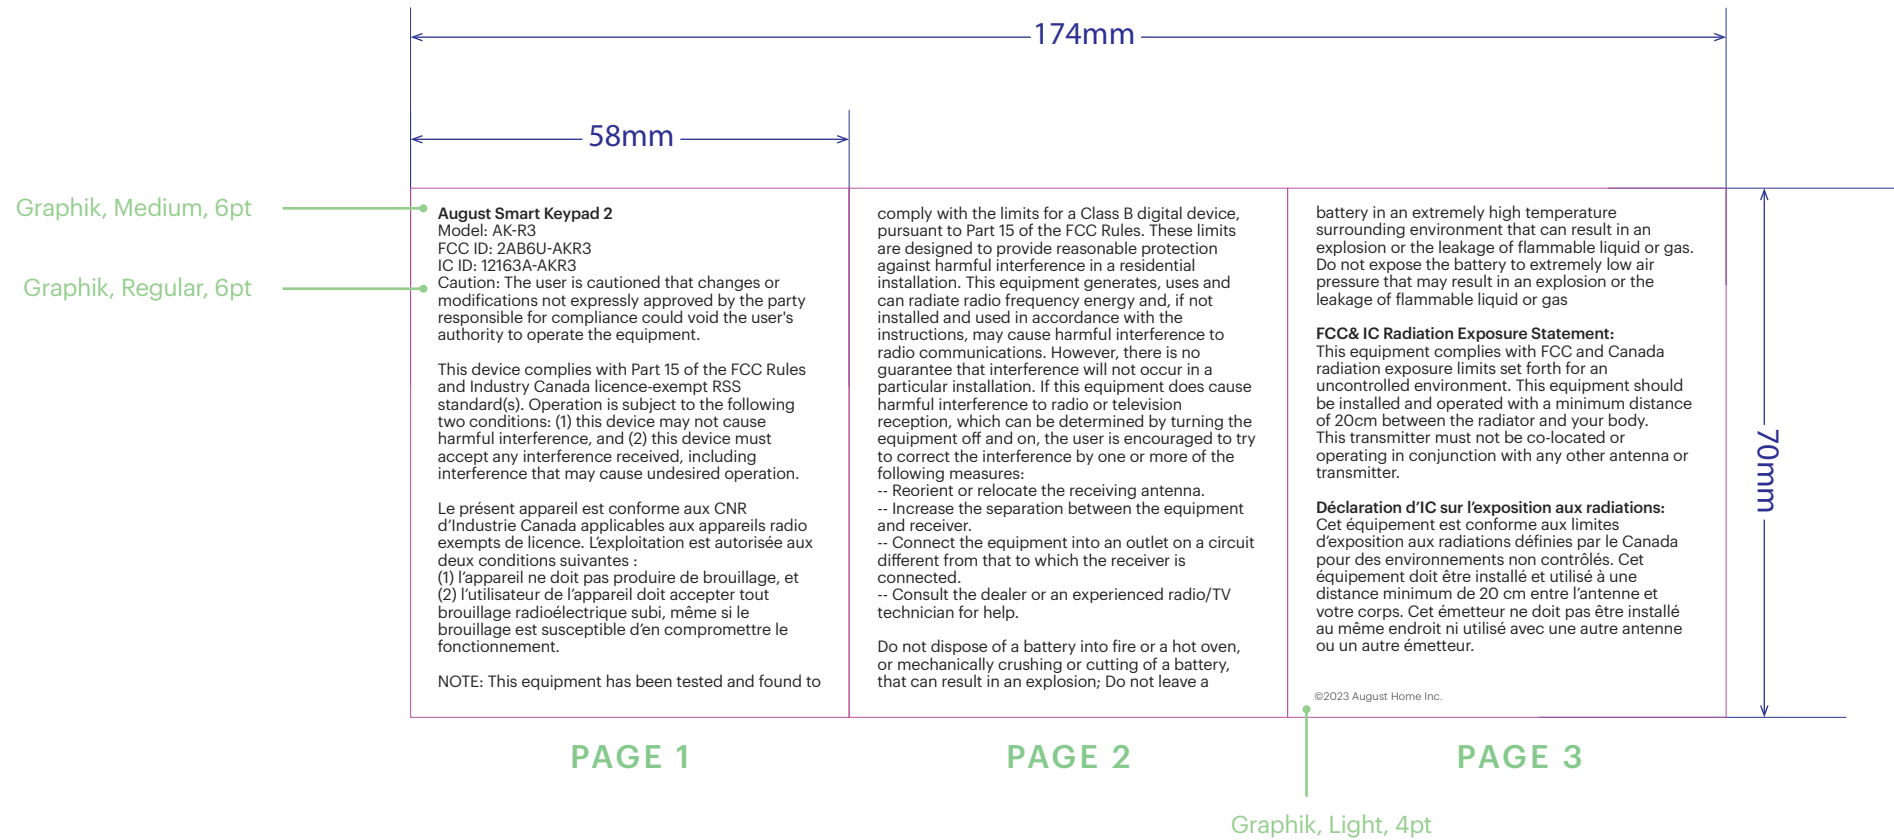 174mm
58mm
Graphik, Medium, 6pt
Graphik, Regular, 6pt
August Smart Keypad 2
Model: AK-R3
FCC ID: 2AB6U-AKR3
IC ID: 12163A-AKR3
Caution: The user is cautioned that changes or
modifications not expressly approved by the party
responsible for compliance could void the user's
authority to operate the equipment.
This device complies with Part 15 of the FCC Rules
and Industry Canada licence-exempt RSS
standard(s). Operation is subject to the following
two conditions: (1) this device may not cause
harmful interference, and (2) this device must
accept any interference received, including
interference that may cause undesired operation.
Le présent appareil est conforme aux CNR
d’Industrie Canada applicables aux appareils radio
exempts de licence. L’exploitation est autorisée aux
deux conditions suivantes :
(1) l’appareil ne doit pas produire de brouillage, et
(2) l’utilisateur de l’appareil doit accepter tout
brouillage radioélectrique subi, même si le
brouillage est susceptible d’en compromettre le
fonctionnement.
NOTE: This equipment has been tested and found to
comply with the limits for a Class B digital device,
pursuant to Part 15 of the FCC Rules. These limits
are designed to provide reasonable protection
against harmful interference in a residential
installation. This equipment generates, uses and
can radiate radio frequency energy and, if not
installed and used in accordance with the
instructions, may cause harmful interference to
radio communications. However, there is no
guarantee that interference will not occur in a
particular installation. If this equipment does cause
harmful interference to radio or television
reception, which can be determined by turning the
equipment off and on, the user is encouraged to try
to correct the interference by one or more of the
following measures:
-- Reorient or relocate the receiving antenna.
-- Increase the separation between the equipment
and receiver.
-- Connect the equipment into an outlet on a circuit
different from that to which the receiver is
connected.
-- Consult the dealer or an experienced radio/TV
technician for help.
Do not dispose of a battery into fire or a hot oven,
or mechanically crushing or cutting of a battery,
that can result in an explosion; Do not leave a
battery in an extremely high temperature
surrounding environment that can result in an
explosion or the leakage of flammable liquid or gas.
Do not expose the battery to extremely low air
pressure that may result in an explosion or the
leakage of flammable liquid or gas
FCC& IC Radiation Exposure Statement:
This equipment complies with FCC and Canada
radiation exposure limits set forth for an
uncontrolled environment. This equipment should
be installed and operated with a minimum distance
of 20cm between the radiator and your body.
This transmitter must not be co-located or
operating in conjunction with any other antenna or
transmitter.
Déclaration d’IC sur l’exposition aux radiations:
Cet équipement est conforme aux limites
d’exposition aux radiations définies par le Canada
pour des environnements non contrôlés. Cet
équipement doit être installé et utilisé à une
distance minimum de 20 cm entre l’antenne et
votre corps. Cet émetteur ne doit pas être installé
au même endroit ni utilisé avec une autre antenne
ou un autre émetteur.
©2023 August Home Inc.
70mm
PAGE 1
PAGE 2
PAGE 3
Graphik, Light, 4pt